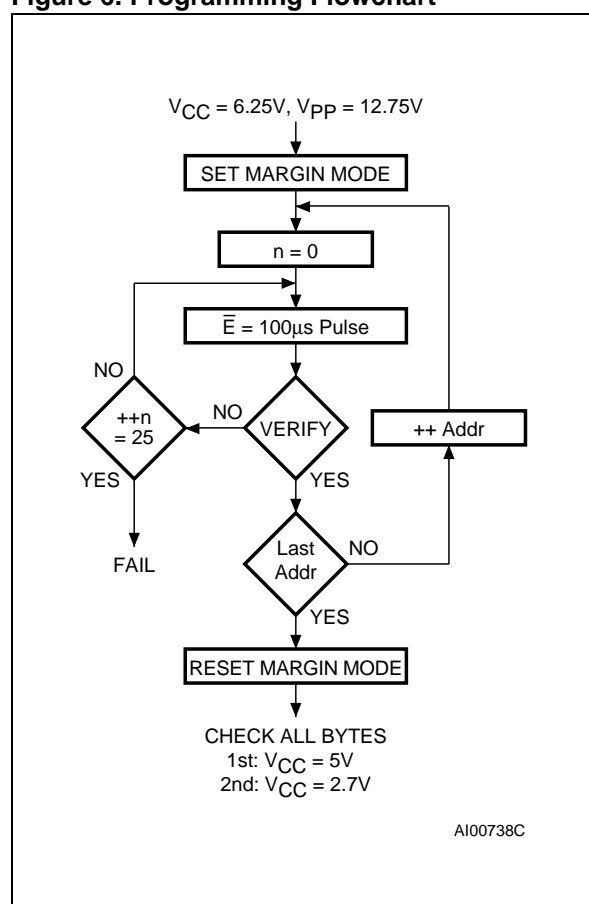 Figure 6. Programming Flowchart
VCC = 6.25V, VPP = 12.75V
SET MARGIN MODE
n = 0
E̅ = 100µs Pulse
NO
++n
= 25
NO
VERIFY
++ Addr
YES
YES
FAIL
Last
Addr
NO
YES
RESET MARGIN MODE
CHECK ALL BYTES
1st: VCC = 5V
2nd: VCC = 2.7V
AI00738C